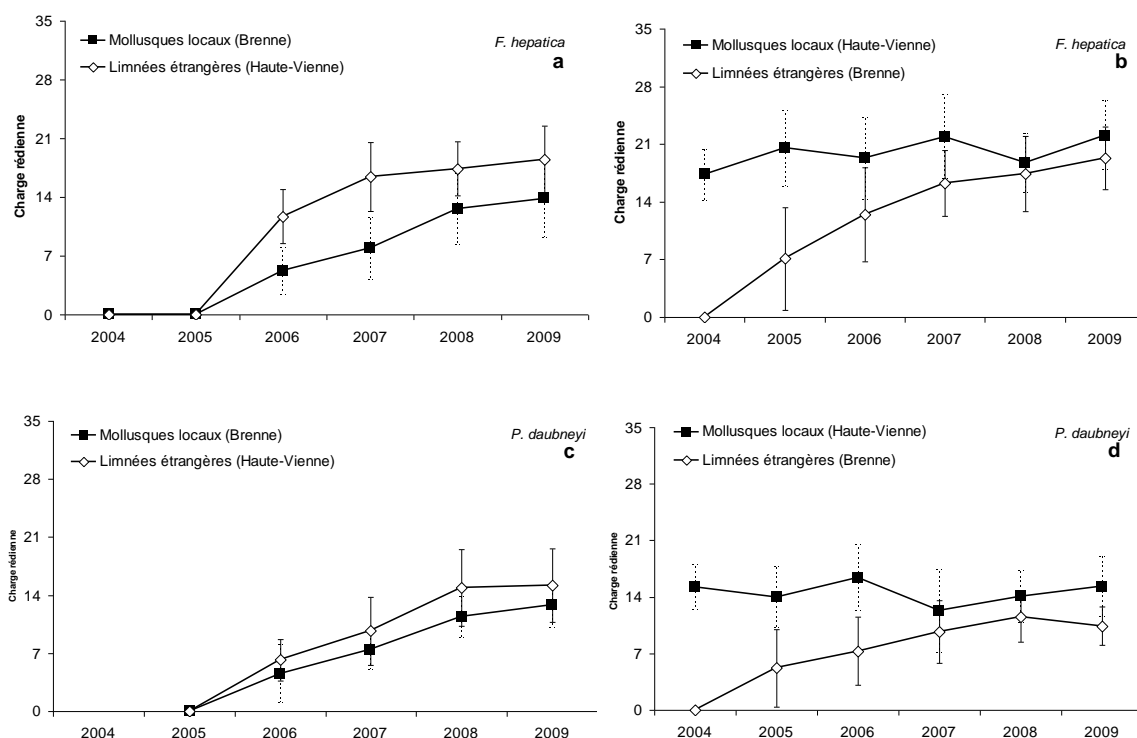 35
28
21
14
7
0
Charge rédienne
Mollusques locaux (Brenne)
Limnées étrangères (Haute-Vienne)
F. hepatica
a
2004 2005 2006 2007 2008 2009
35
28
21
14
7
0
Charge rédienne
Mollusques locaux (Haute-Vienne)
Limnées étrangères (Brenne)
F. hepatica
b
2004 2005 2006 2007 2008 2009
35
28
21
14
7
0
Charge rédienne
Mollusques locaux (Brenne)
Limnées étrangères (Haute-Vienne)
P. daubneyi
c
2004 2005 2006 2007 2008 2009
35
28
21
14
7
0
Charge rédienne
Mollusques locaux (Haute-Vienne)
Limnées étrangères (Brenne)
P. daubneyi
d
2004 2005 2006 2007 2008 2009